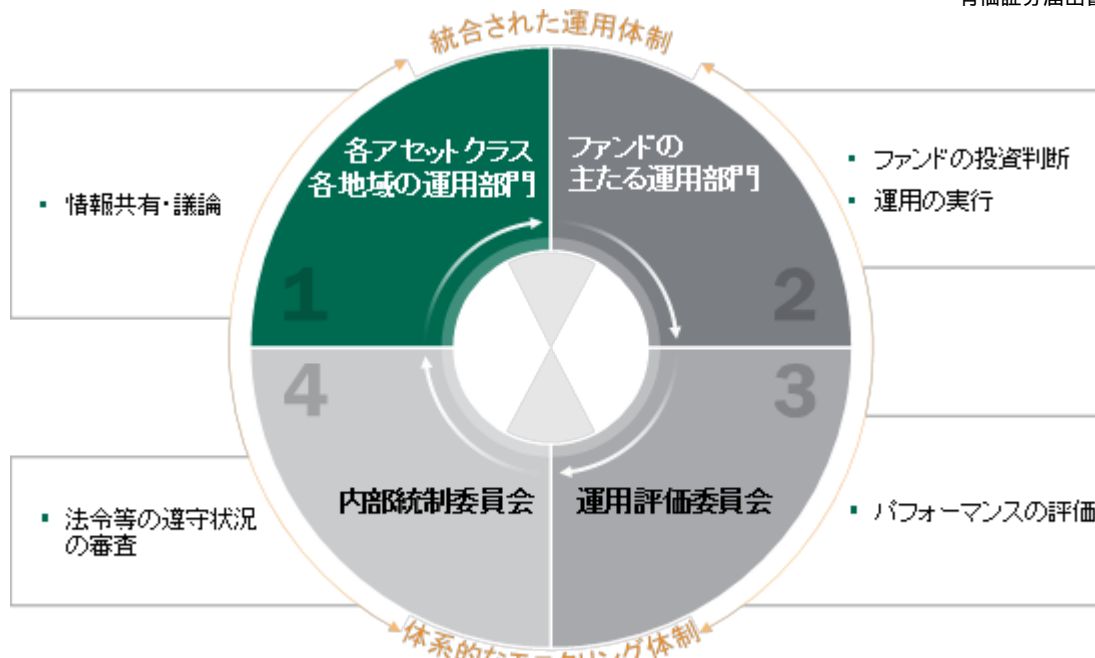 統合された運用体制
各アセットクラス
各地域の運用部門
ファンドの
主たる運用部門
▪ 情報共有・議論
▪ ファンドの投資判断
▪ 運用の実行
1
2
4
3
内部統制委員会
運用評価委員会
▪ 法令等の遵守状況
の審査
▪ パフォーマンスの評価